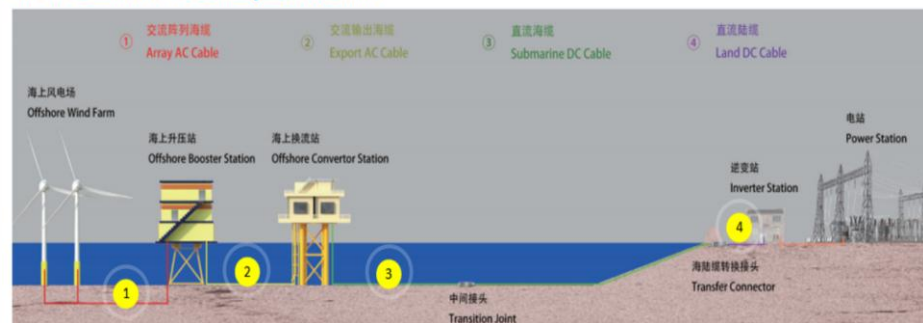 ① 交流阵列海缆
Array AC Cable
② 交流输出海缆
Export AC Cable
③ 直流海缆
Submarine DC Cable
④ 直流陆缆
Land DC Cable
海上风电场
Offshore Wind Farm
海上升压站
Offshore Booster Station
海上换流站
Offshore Convertor Station
电站
Power Station
逆变站
Inverter Station
1
2
3
4
中间接头
Transition Joint
海陆缆转换接头
Transfer Connector